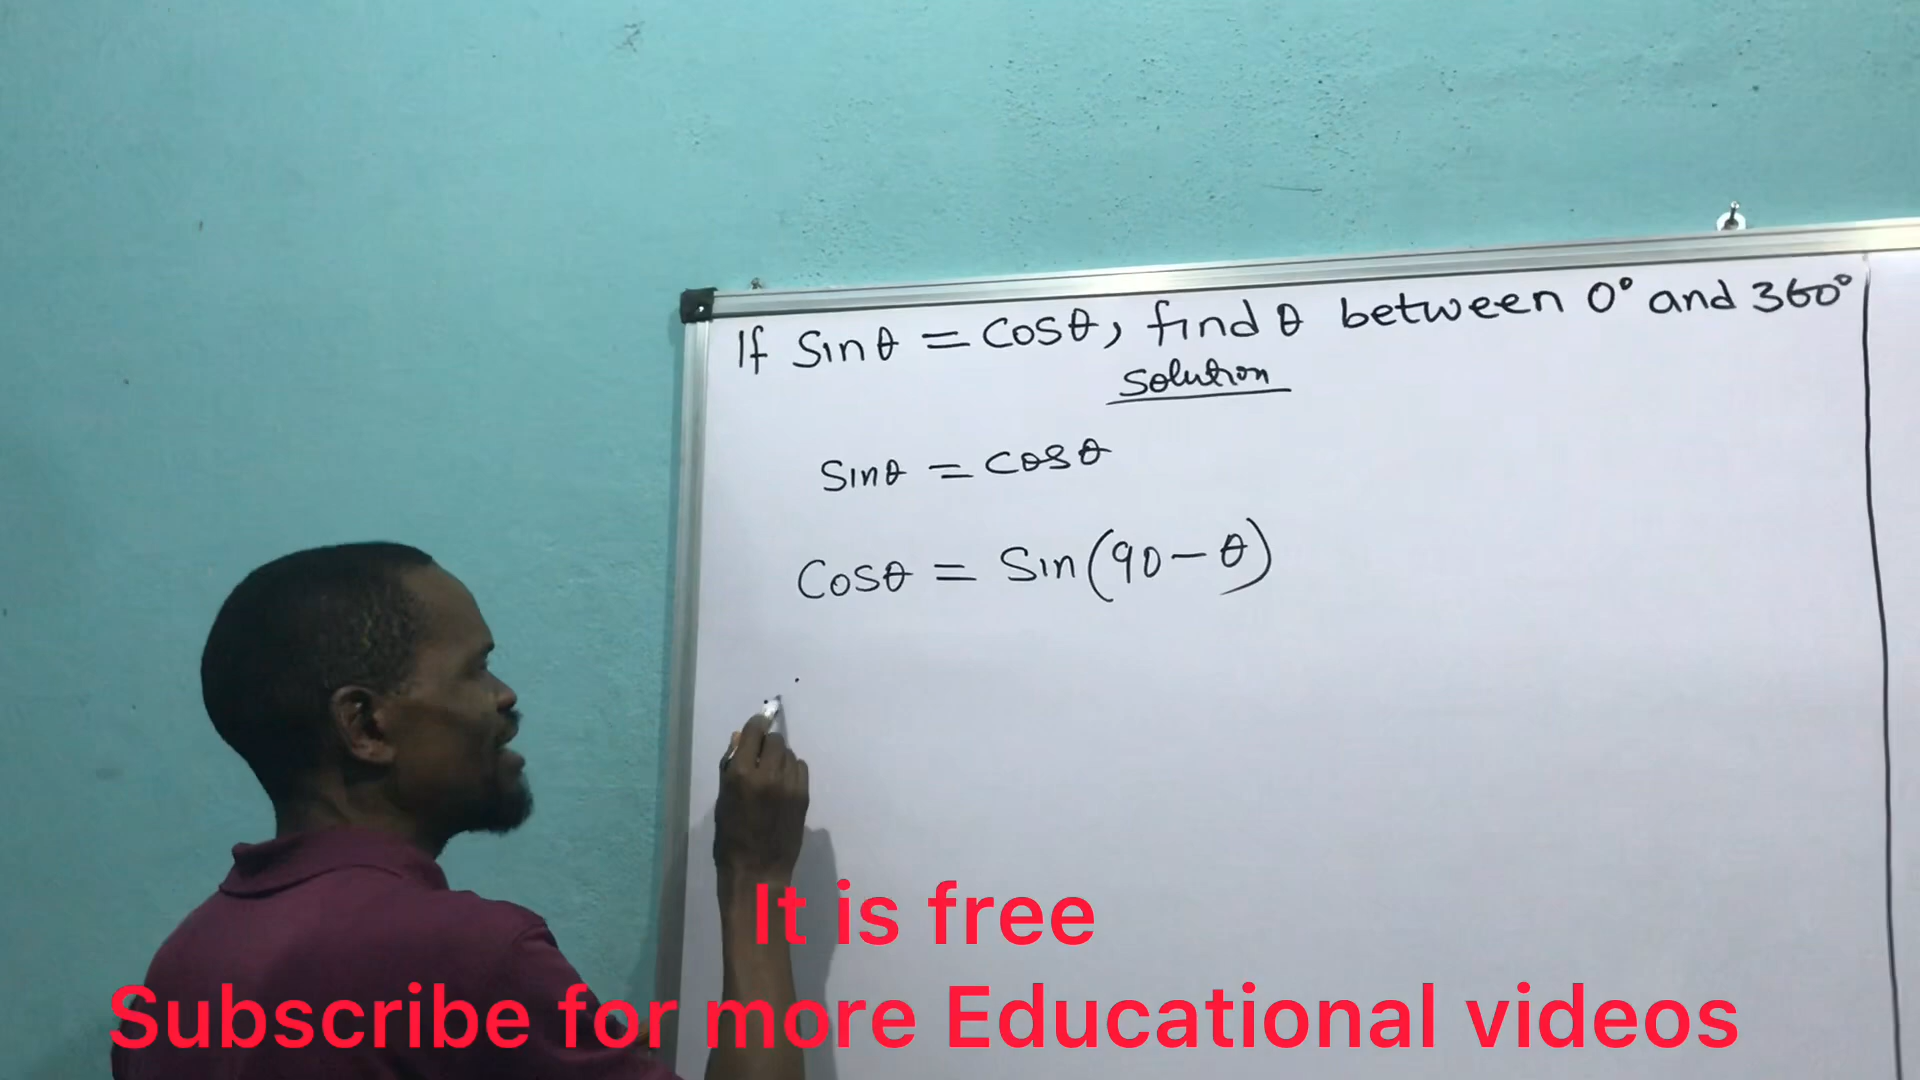 If Sinθ = Cosθ, find θ between 0° and 360°
Solution
Sinθ = Cosθ
Cosθ = Sin(90 - θ)
It is free
Subscribe for more Educational videos